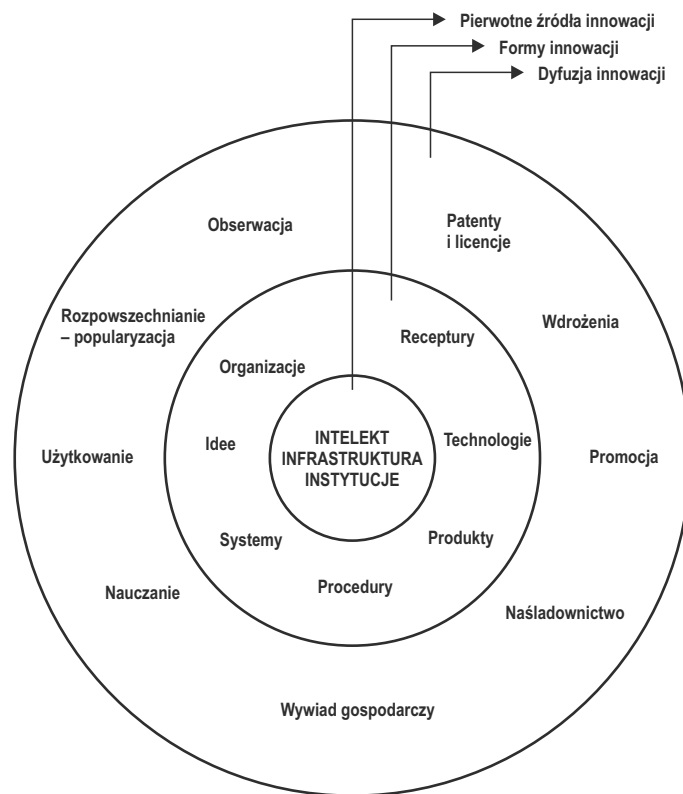 Pierwotne źródła innowacji
Formy innowacji
Dyfuzja innowacji
Obserwacja
Patenty
i licencje
Rozpowszechnianie
– popularyzacja
Wdrożenia
Organizacje
Receptury
Użytkowanie
Idee
INTELEKT
INFRASTRUKTURA
INSTYTUCJE
Technologie
Promocja
Systemy
Produkty
Procedury
Nauczanie
Naśladownictwo
Wywiad gospodarczy